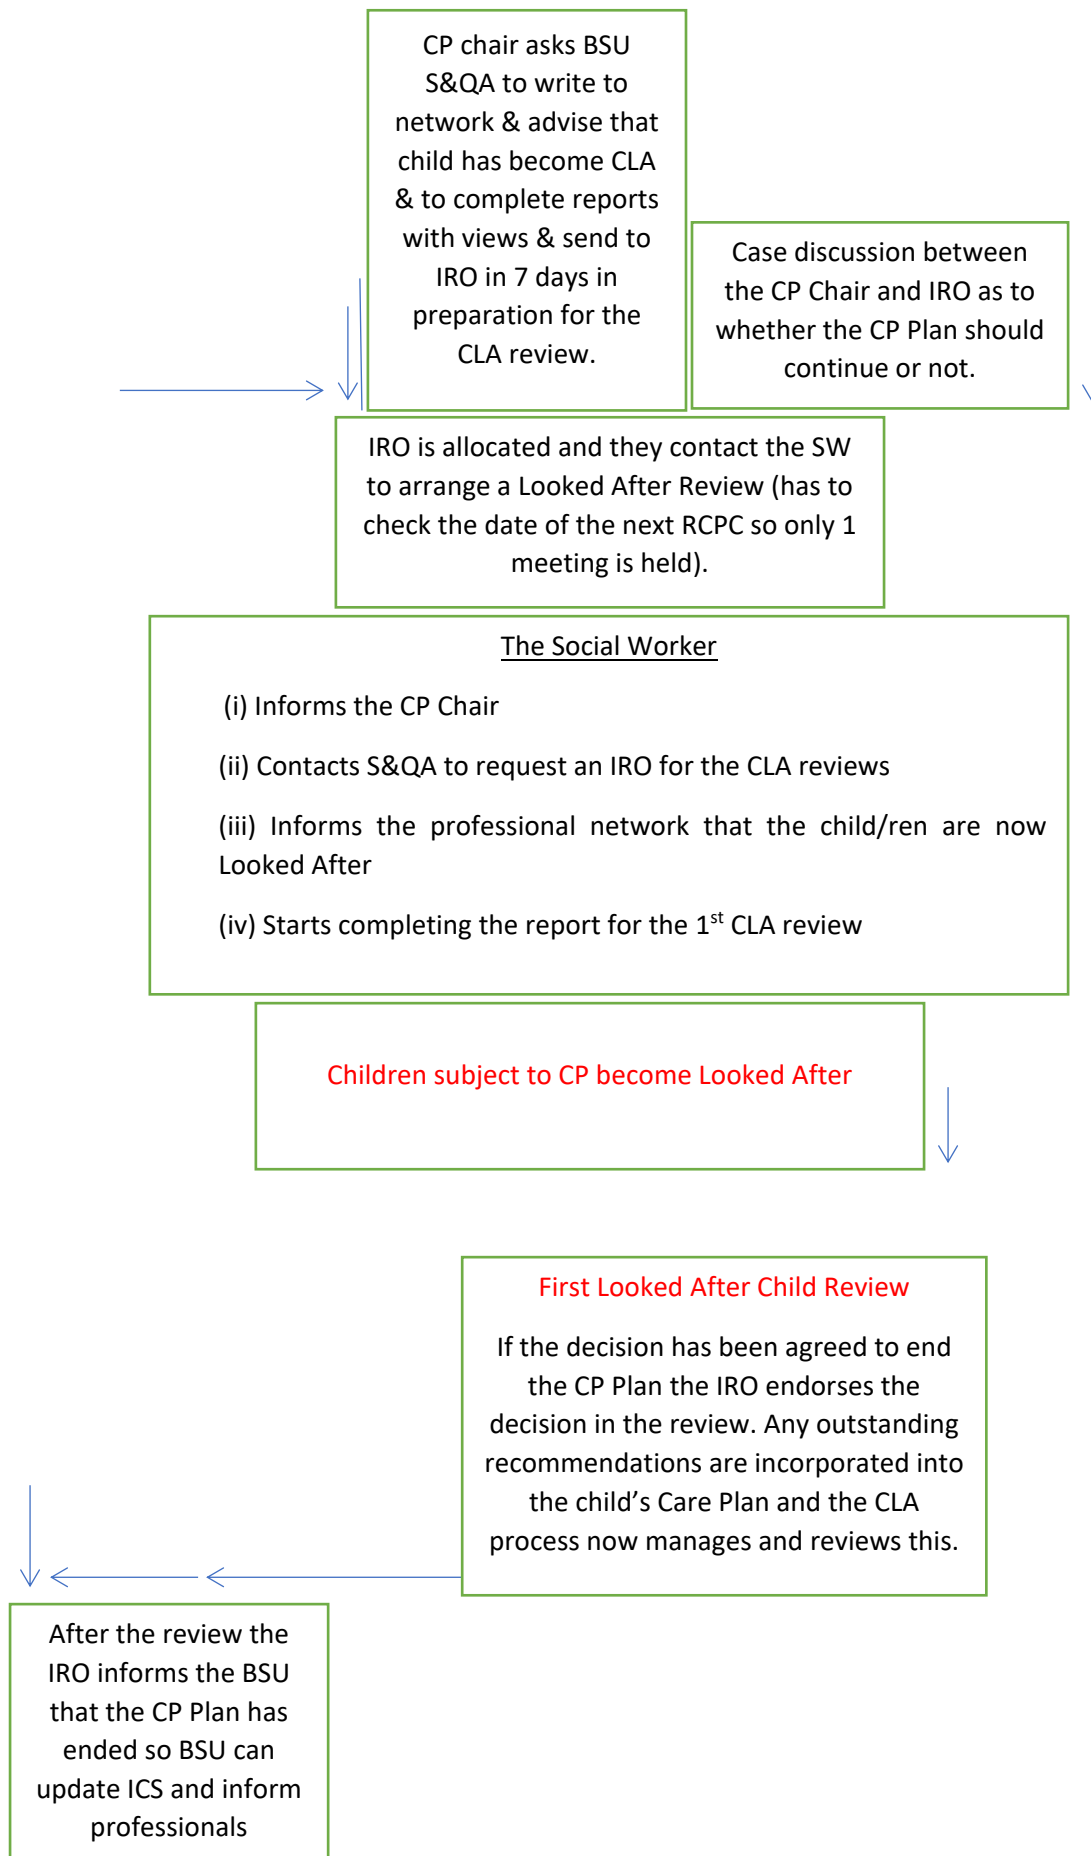 CP chair asks BSU
S&QA to write to
network & advise that
child has become CLA
& to complete reports
with views & send to
IRO in 7 days in
preparation for the
CLA review.
Case discussion between
the CP Chair and IRO as to
whether the CP Plan should
continue or not.
IRO is allocated and they contact the SW
to arrange a Looked After Review (has to
check the date of the next RCPC so only 1
meeting is held).
The Social Worker
(i) Informs the CP Chair
(ii) Contacts S&QA to request an IRO for the CLA reviews
(iii) Informs the professional network that the child/ren are now
Looked After
(iv) Starts completing the report for the 1st CLA review
Children subject to CP become Looked After
First Looked After Child Review
If the decision has been agreed to end
the CP Plan the IRO endorses the
decision in the review. Any outstanding
recommendations are incorporated into
the child’s Care Plan and the CLA
process now manages and reviews this.
After the review the
IRO informs the BSU
that the CP Plan has
ended so BSU can
update ICS and inform
professionals